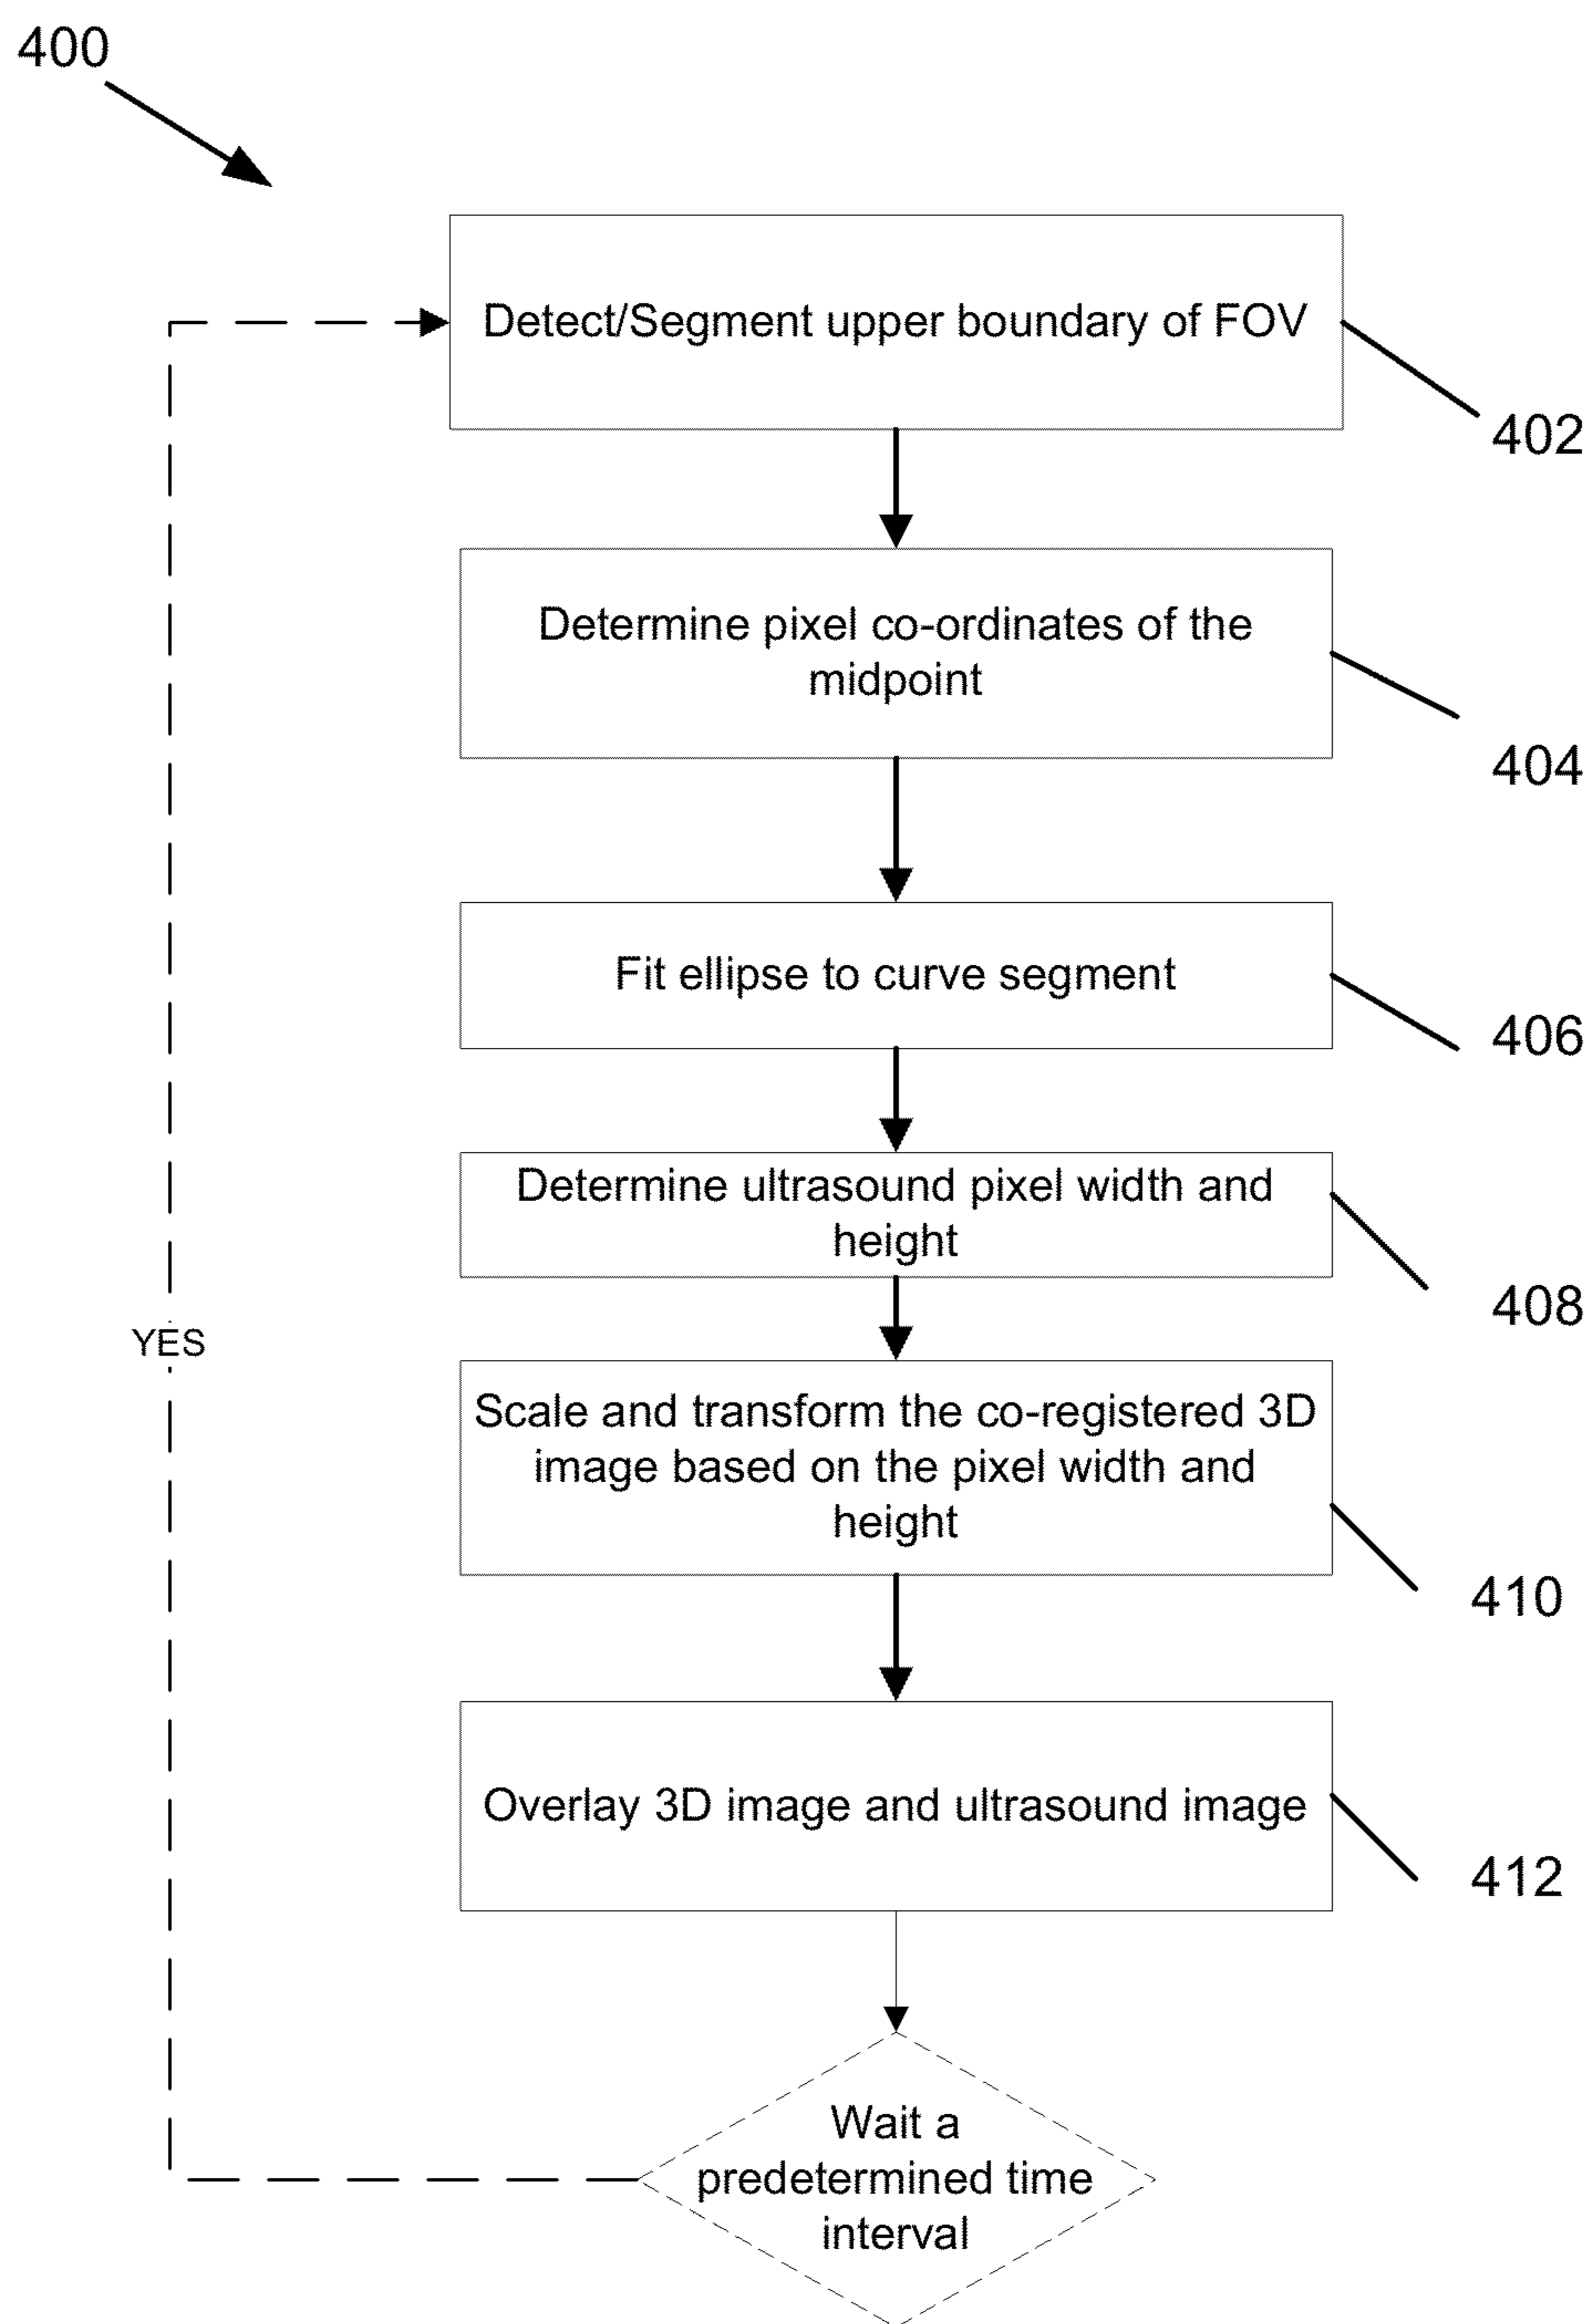 400
Detect/Segment upper boundary of FOV
402
Determine pixel co-ordinates of the
midpoint
404
Fit ellipse to curve segment
406
Determine ultrasound pixel width and
height
408
YES
Scale and transform the co-registered 3D
image based on the pixel width and
height
410
Overlay 3D image and ultrasound image
412
Wait a
predetermined time
interval